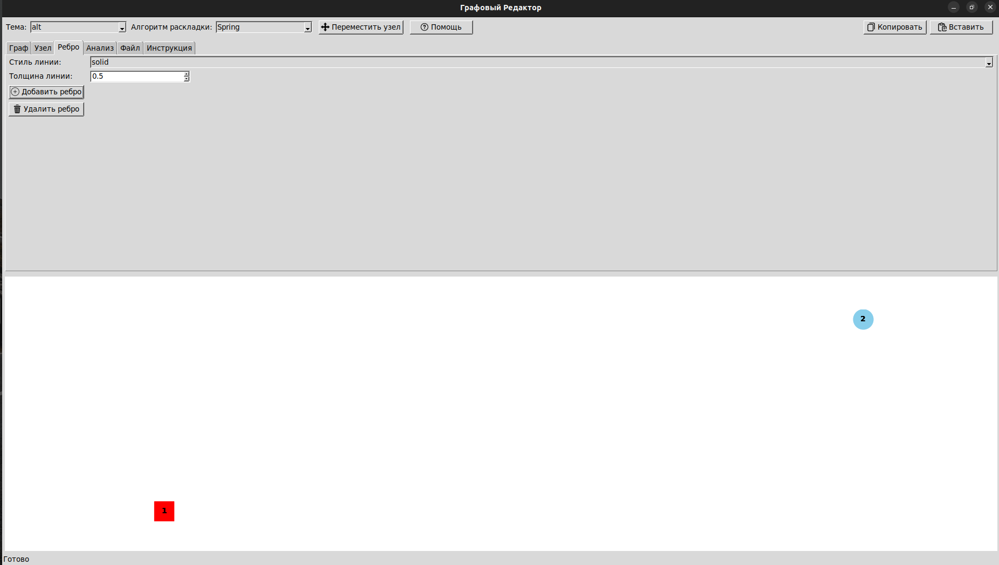 Графовый Редактор
Тема: alt Алгоритм раскладки: Spring Переместить узел Помощь Копировать Вставить
Граф Узел Ребро Анализ Файл Инструкция
Стиль линии: solid
Толщина линии: 0.5
Добавить ребро
Удалить ребро
2
1
Готово